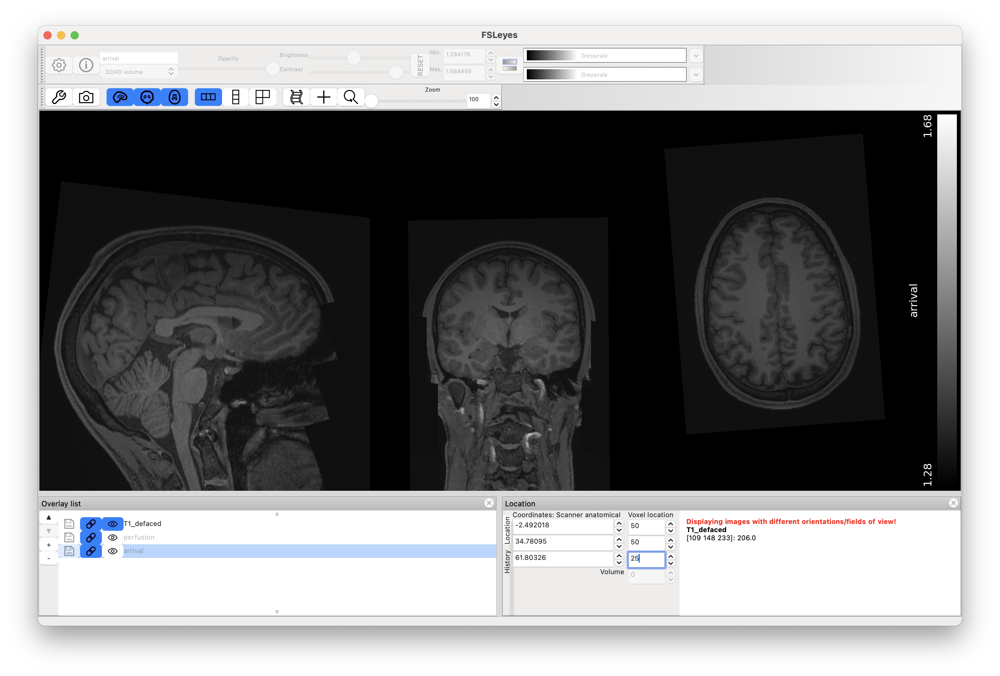 FSLeyes
arrival
3D/4D volume
Opacity
Brightness
Contrast
RESET
Min.
1.284179
Max.
1.684859
Greyscale
Greyscale
Zoom
100
1.68
arrival
1.28
Overlay list
T1_defaced
perfusion
arrival
+
-
Location
Location
History
Coordinates: Scanner anatomical
-2.492018
34.78095
61.80326
Voxel location
50
50
25
Volume
0
Displaying images with different orientations/fields of view!
T1_defaced
[109 148 233]: 206.0